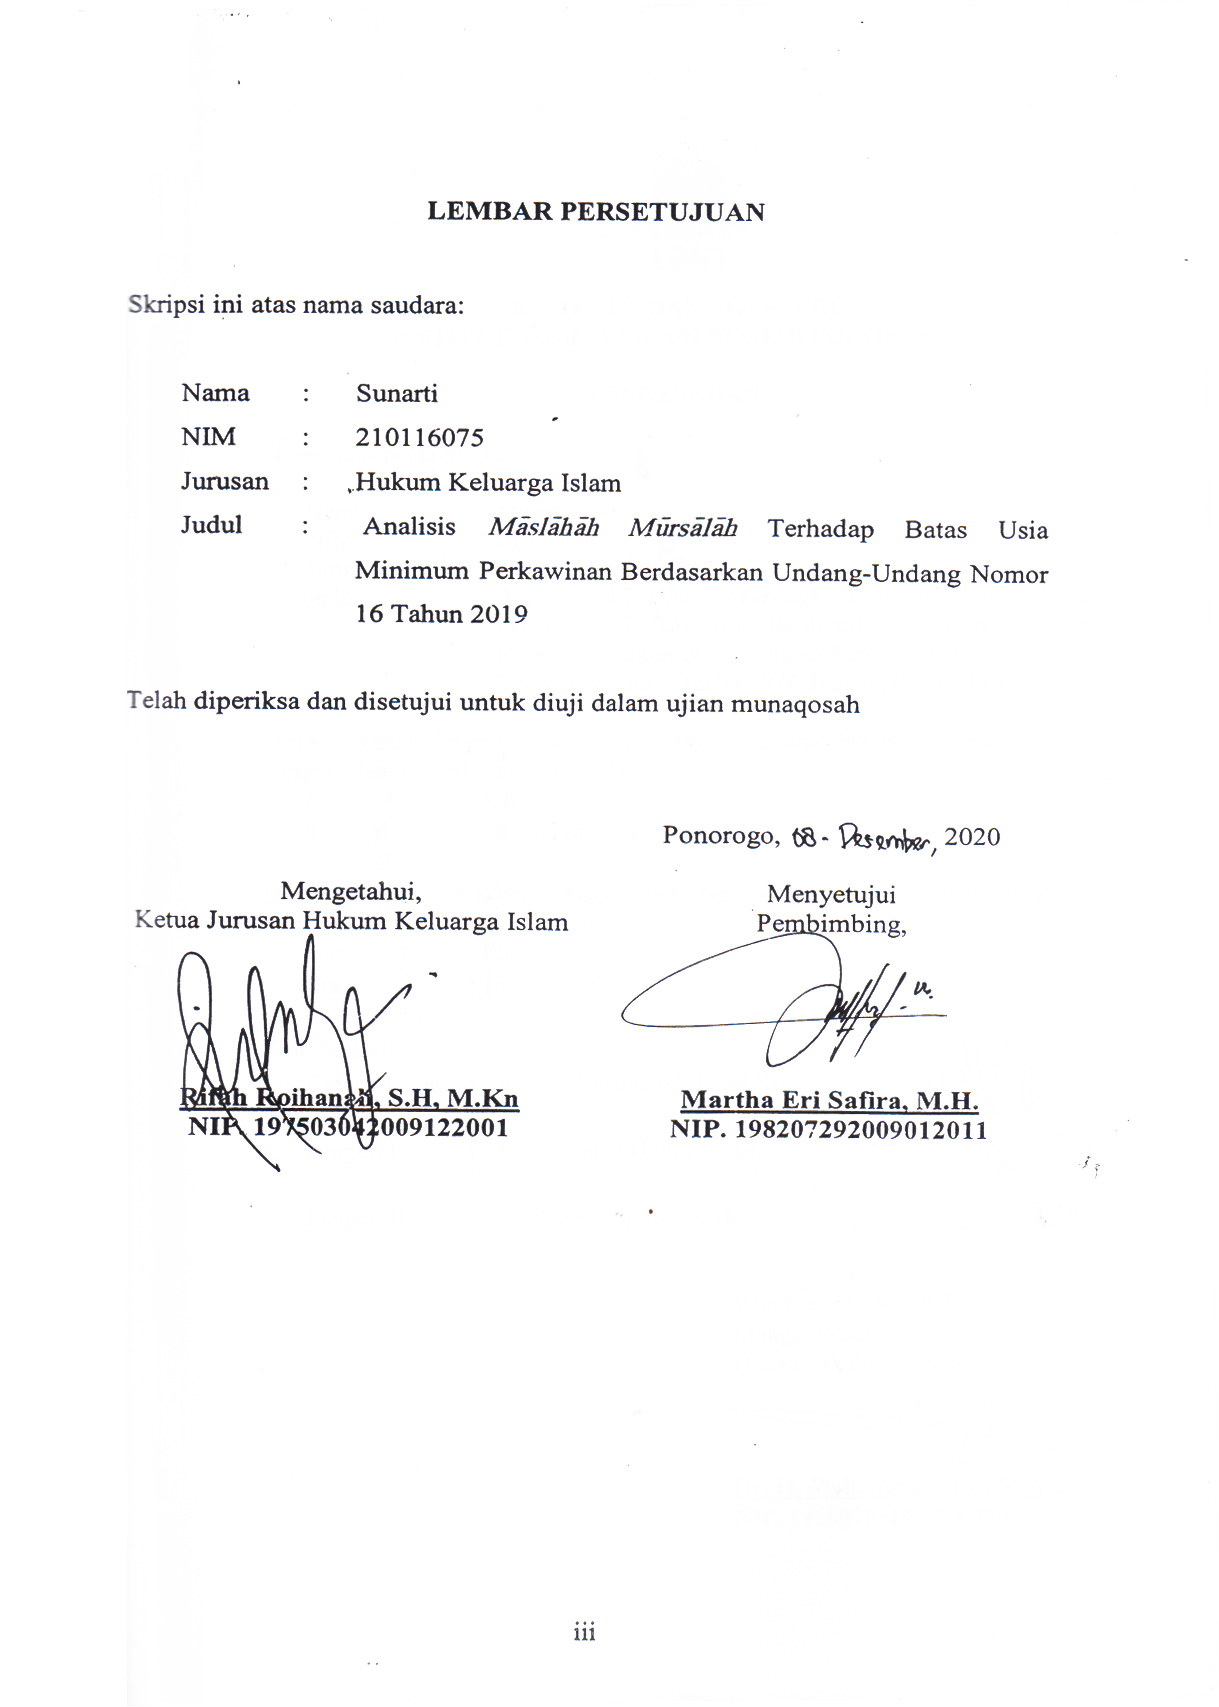 LEMBAR PERSETUJUAN
Skripsi ini atas nama saudara:
Nama : Sunarti
NIM : 210116075
Jurusan : Hukum Keluarga Islam
Judul : Analisis Māslāhāh Mūrsālāh Terhadap Batas Usia
Minimum Perkawinan Berdasarkan Undang-Undang Nomor
16 Tahun 2019
Telah diperiksa dan disetujui untuk diuji dalam ujian munaqosah
Ponorogo, 08 - Desember, 2020
Mengetahui,
Ketua Jurusan Hukum Keluarga Islam
Rifah Roihanah, S.H, M.Kn
NIP. 197503042009122001
Menyetujui
Pembimbing,
Martha Eri Safira, M.H.
NIP. 198207292009012011
iii